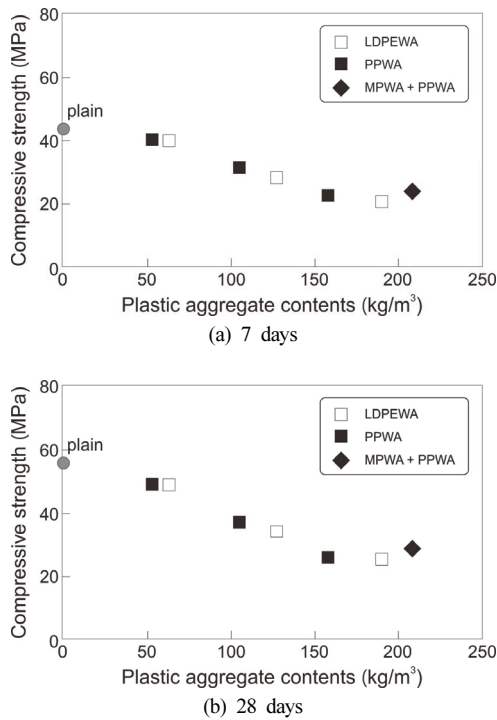 80
60
40
20
0
Compressive strength (MPa)
plain
LDPEWA
PPWA
MPWA + PPWA
0 50 100 150 200 250
Plastic aggregate contents (kg/m³)
(a) 7 days
80
60
40
20
0
Compressive strength (MPa)
plain
LDPEWA
PPWA
MPWA + PPWA
0 50 100 150 200 250
Plastic aggregate contents (kg/m³)
(b) 28 days